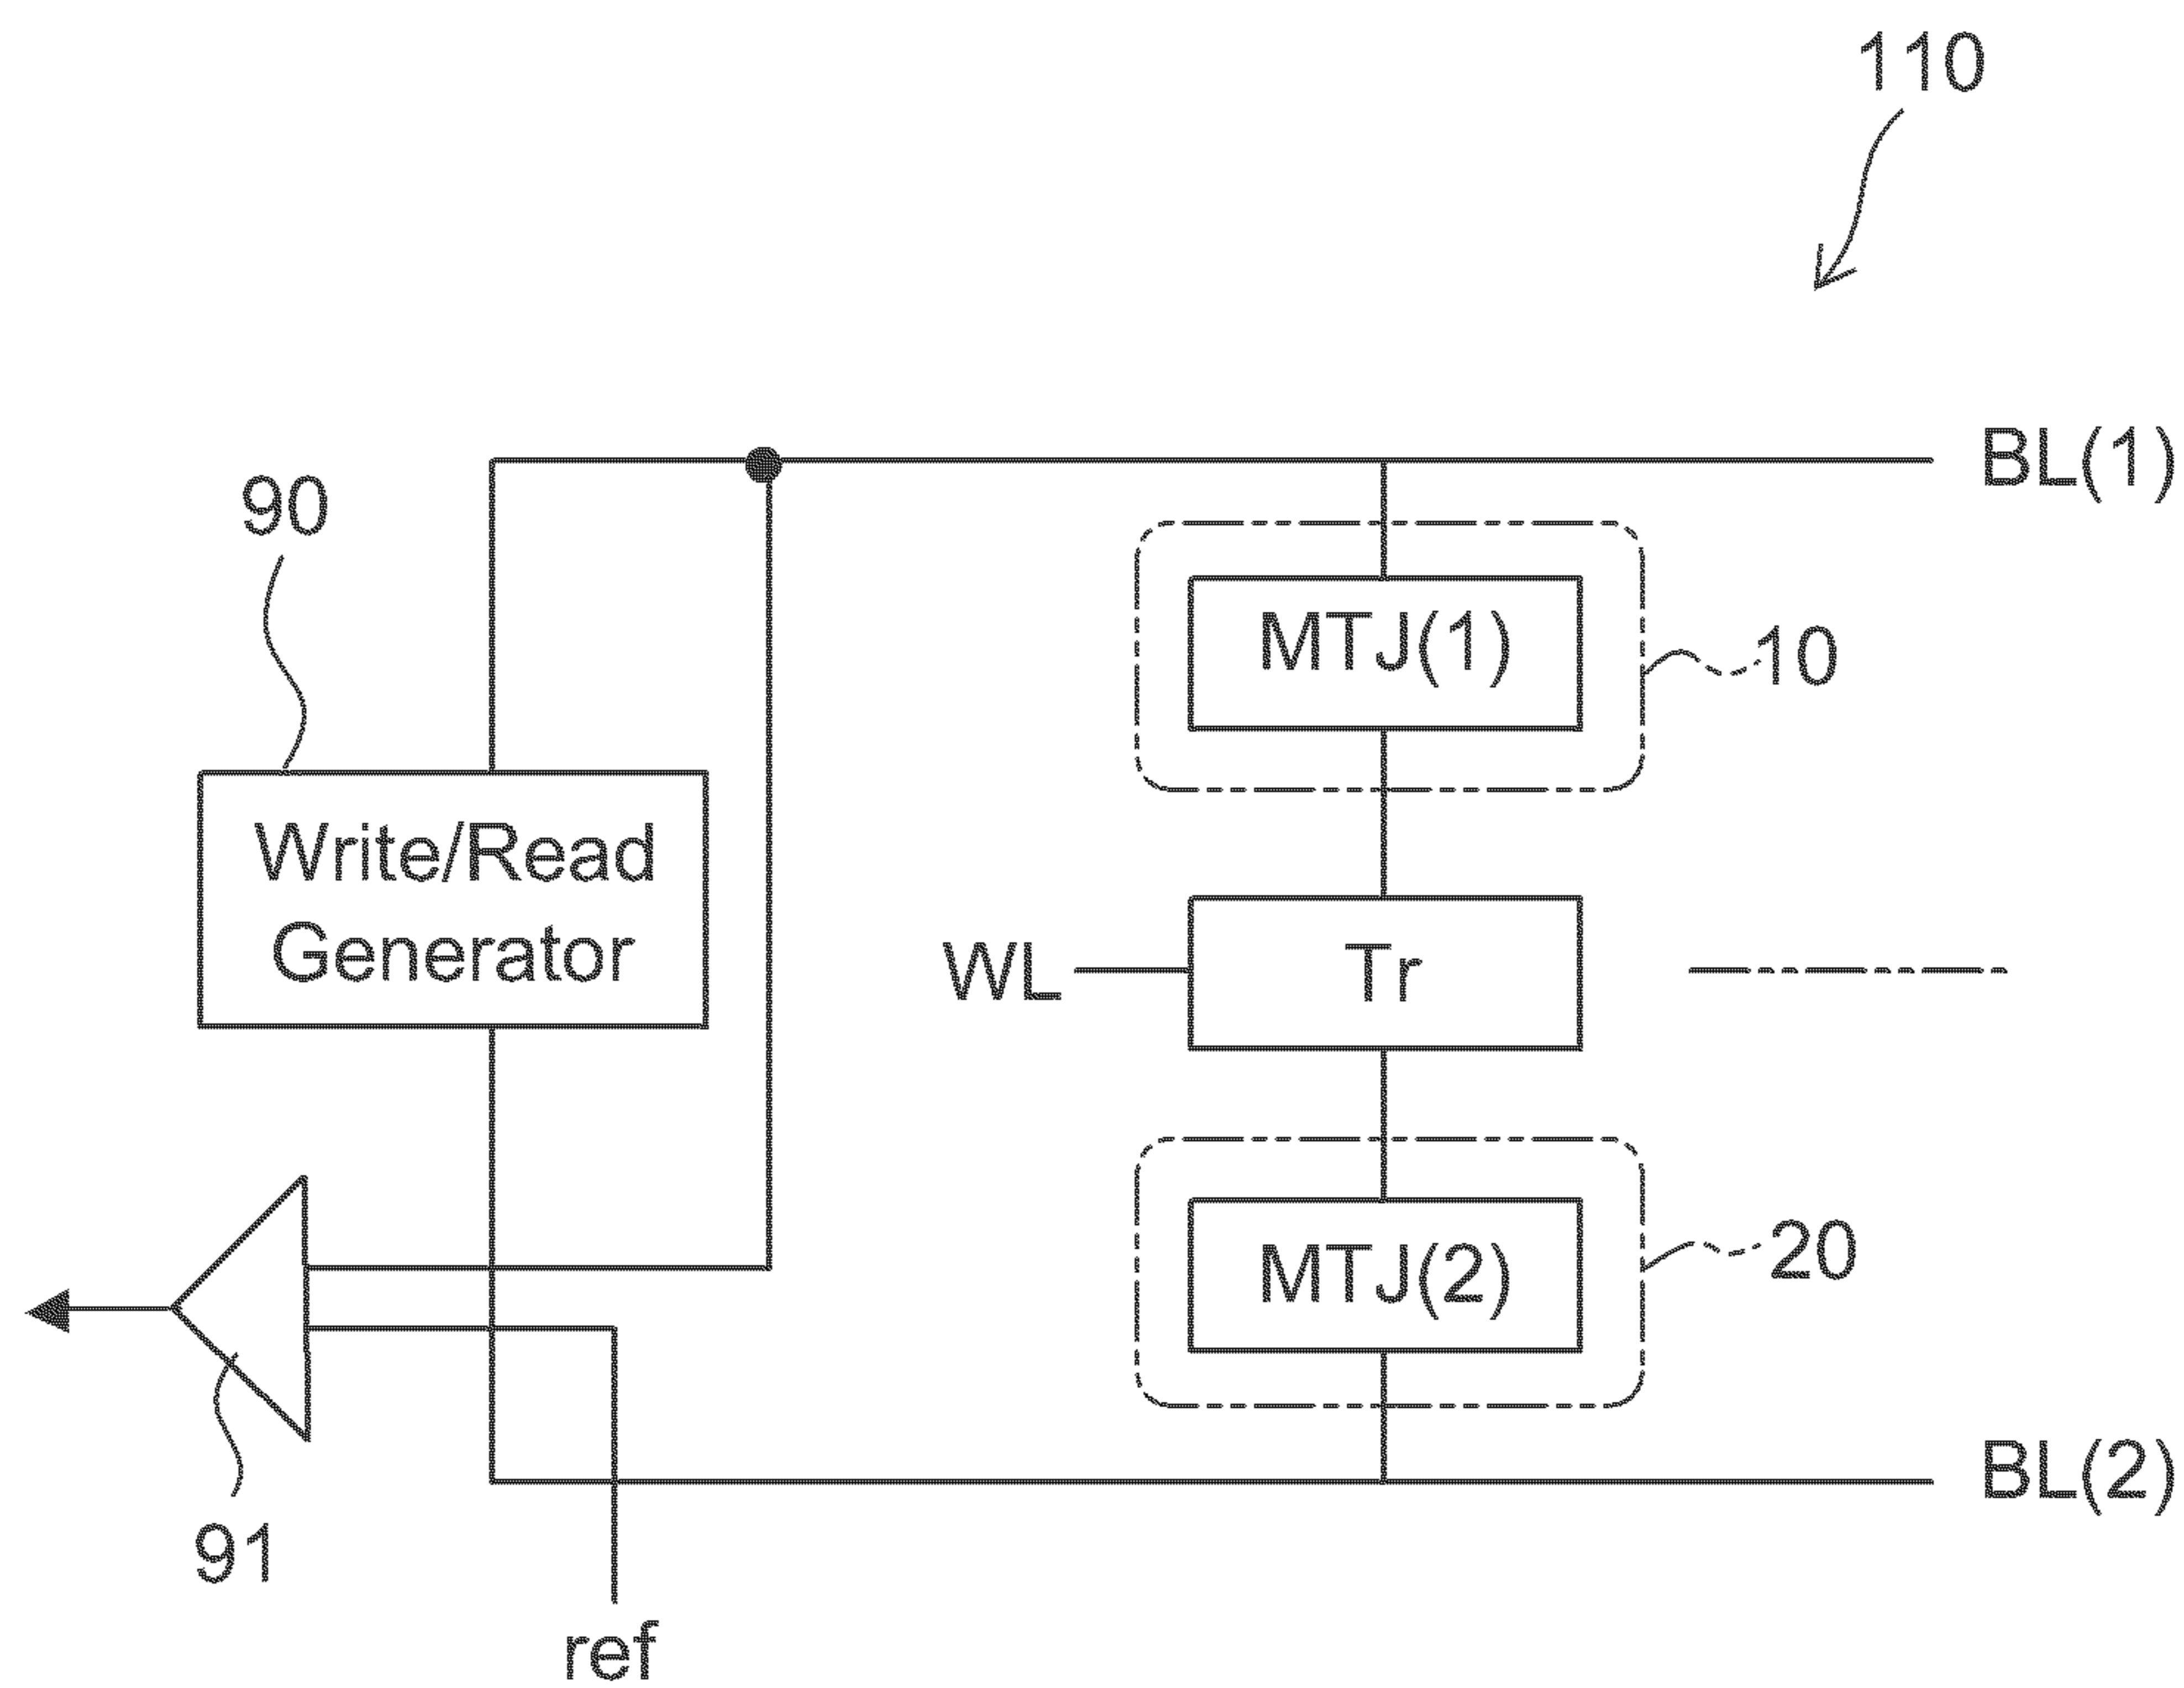 110
BL(1)
90
MTJ(1)
10
Write/Read
Generator
WL
Tr
MTJ(2)
20
BL(2)
91
ref